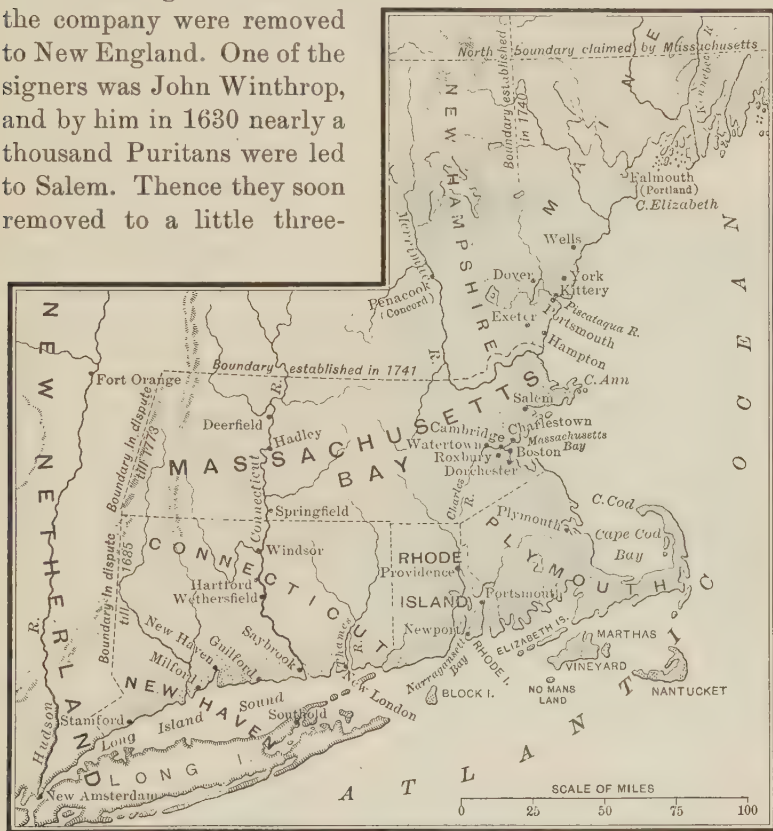 the company were removed
to New England. One of the
signers was John Winthrop,
and by him in 1630 nearly a
thousand Puritans were led
to Salem. Thence they soon
removed to a little three-
North boundary claimed by Massachusetts
Boundary established
in 1740
Kennebec R.
MAINE
NEW HAMPSHIRE
Falmouth
(Portland)
C. Elizabeth
Merrimac
R.
Wells
Dover
York
Kittery
Penacook
(Concord)
Exeter
Piscataqua R.
Portsmouth
Hampton
NEW NETHERLAND
Fort Orange
Boundary established in 1741
R.
C. Ann
Salem
Boundary In dispute
till 1773
Deerfield
Hadley
MASSACHUSETTS
BAY
Cambridge
Charlestown
Watertown
Massachusetts
Bay
Roxbury
Boston
Dorchester
Connecticut
Charles
R.
Springfield
C. Cod
Plymouth
Cape Cod
Bay
PLYMOUTH
Boundary In dispute
till 1685
CONNECTICUT
Windsor
Hartford
Wethersfield
RHODE
ISLAND
Providence
Portsmouth
Newport
Thames
R.
New Haven
Guilford
Saybrook
Milford
NEW HAVEN
New London
Narragansett
Bay
RHODE I.
ELIZABETH IS.
MARTHAS
VINEYARD
BLOCK I.
NO MANS
LAND
NANTUCKET
Stamford
Long Island Sound
Southold
R.
Hudson
LONG I.
New Amsterdam
ATLANTIC
OCEAN
SCALE OF MILES
0 25 50 75 100